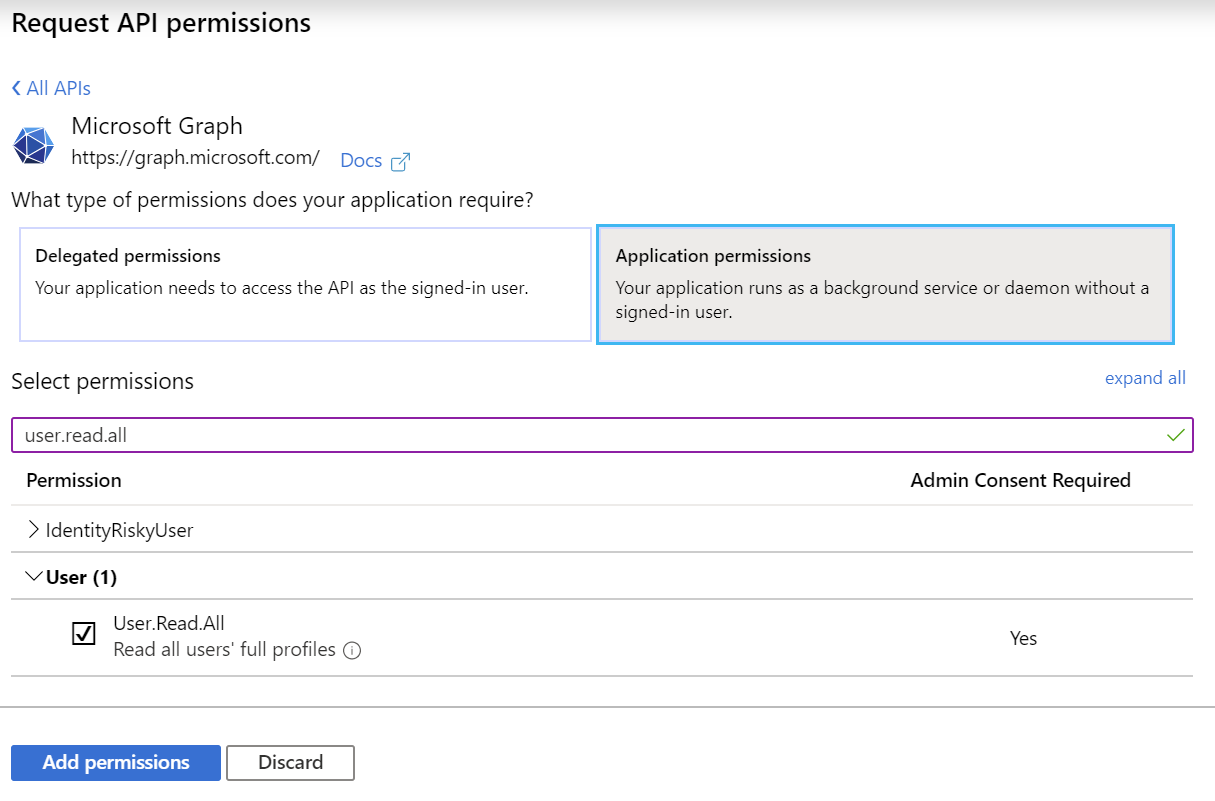 Request API permissions
All APIs
Microsoft Graph
https://graph.microsoft.com/ Docs
What type of permissions does your application require?
Delegated permissions
Your application needs to access the API as the signed-in user.
Application permissions
Your application runs as a background service or daemon without a
signed-in user.
Select permissions
expand all
user.read.all
Permission Admin Consent Required
IdentityRiskyUser
User (1)
User.Read.All
Read all users' full profiles
Yes
Add permissions Discard